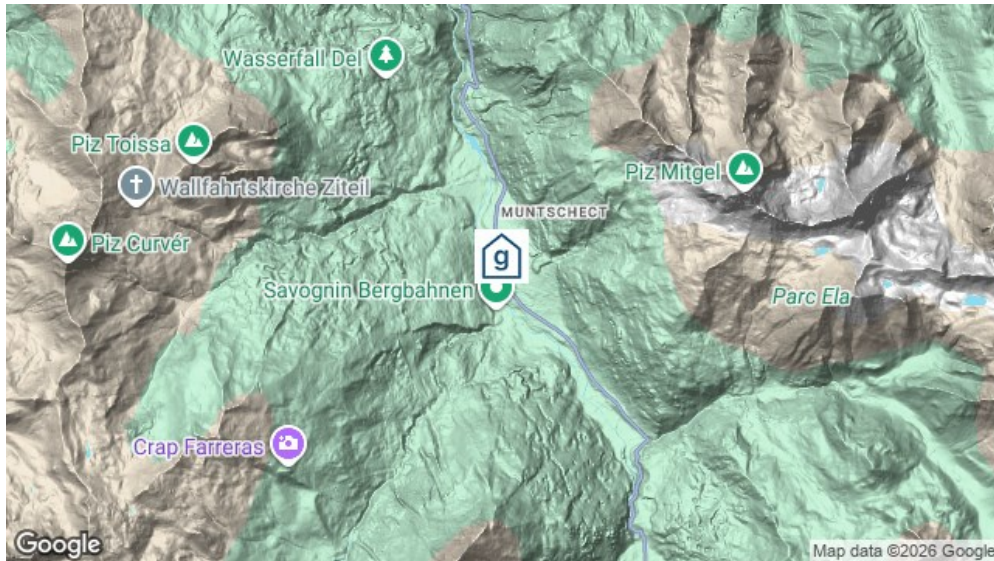 Wasserfall Del
Piz Toissa
Piz Mitgel
Wallfahrtskirche Ziteil
MUNTSCHECT
Piz Curvér
g
Savognin Bergbahnen
Parc Ela
Crap Farreras
Google
Map data ©2026 Google